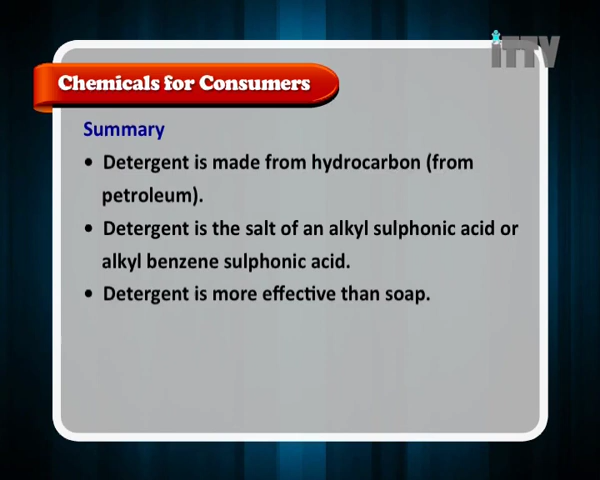 iTTV
Chemicals for Consumers
Summary
• Detergent is made from hydrocarbon (from
petroleum).
• Detergent is the salt of an alkyl sulphonic acid or
alkyl benzene sulphonic acid.
• Detergent is more effective than soap.